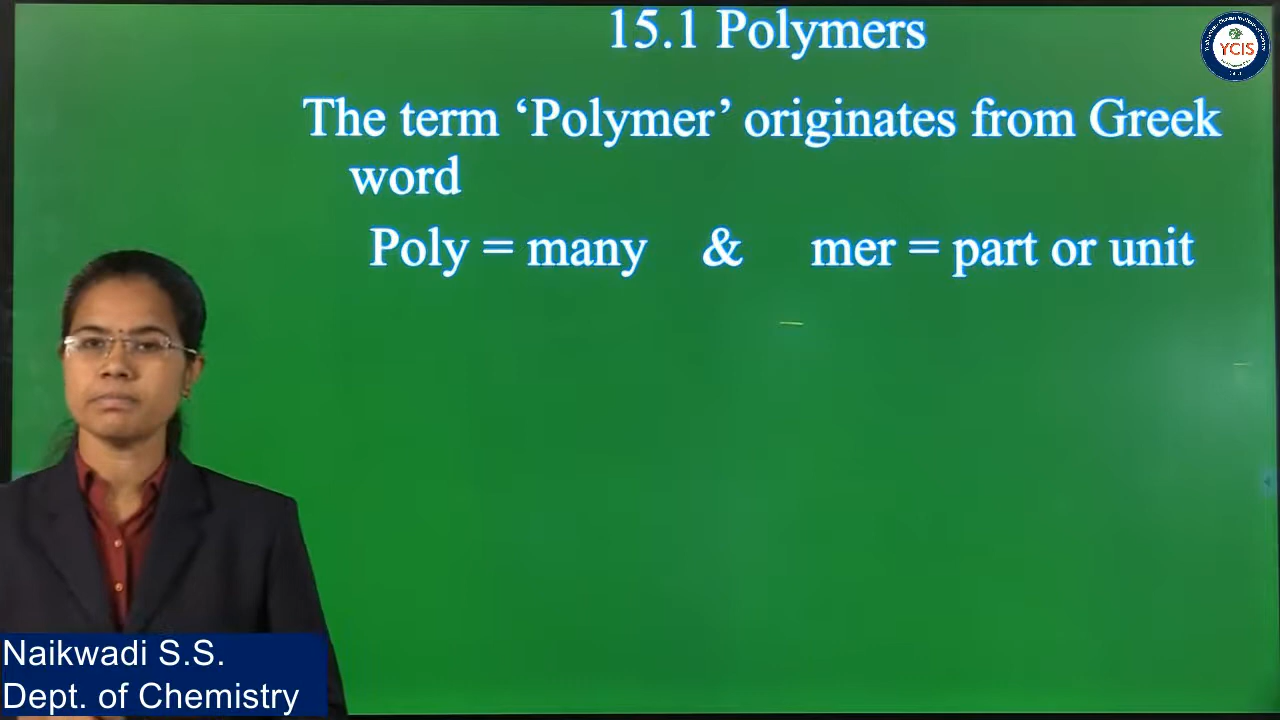 15.1 Polymers
YCIS
The term ‘Polymer’ originates from Greek
word
Poly = many & mer = part or unit
Naikwadi S.S.
Dept. of Chemistry